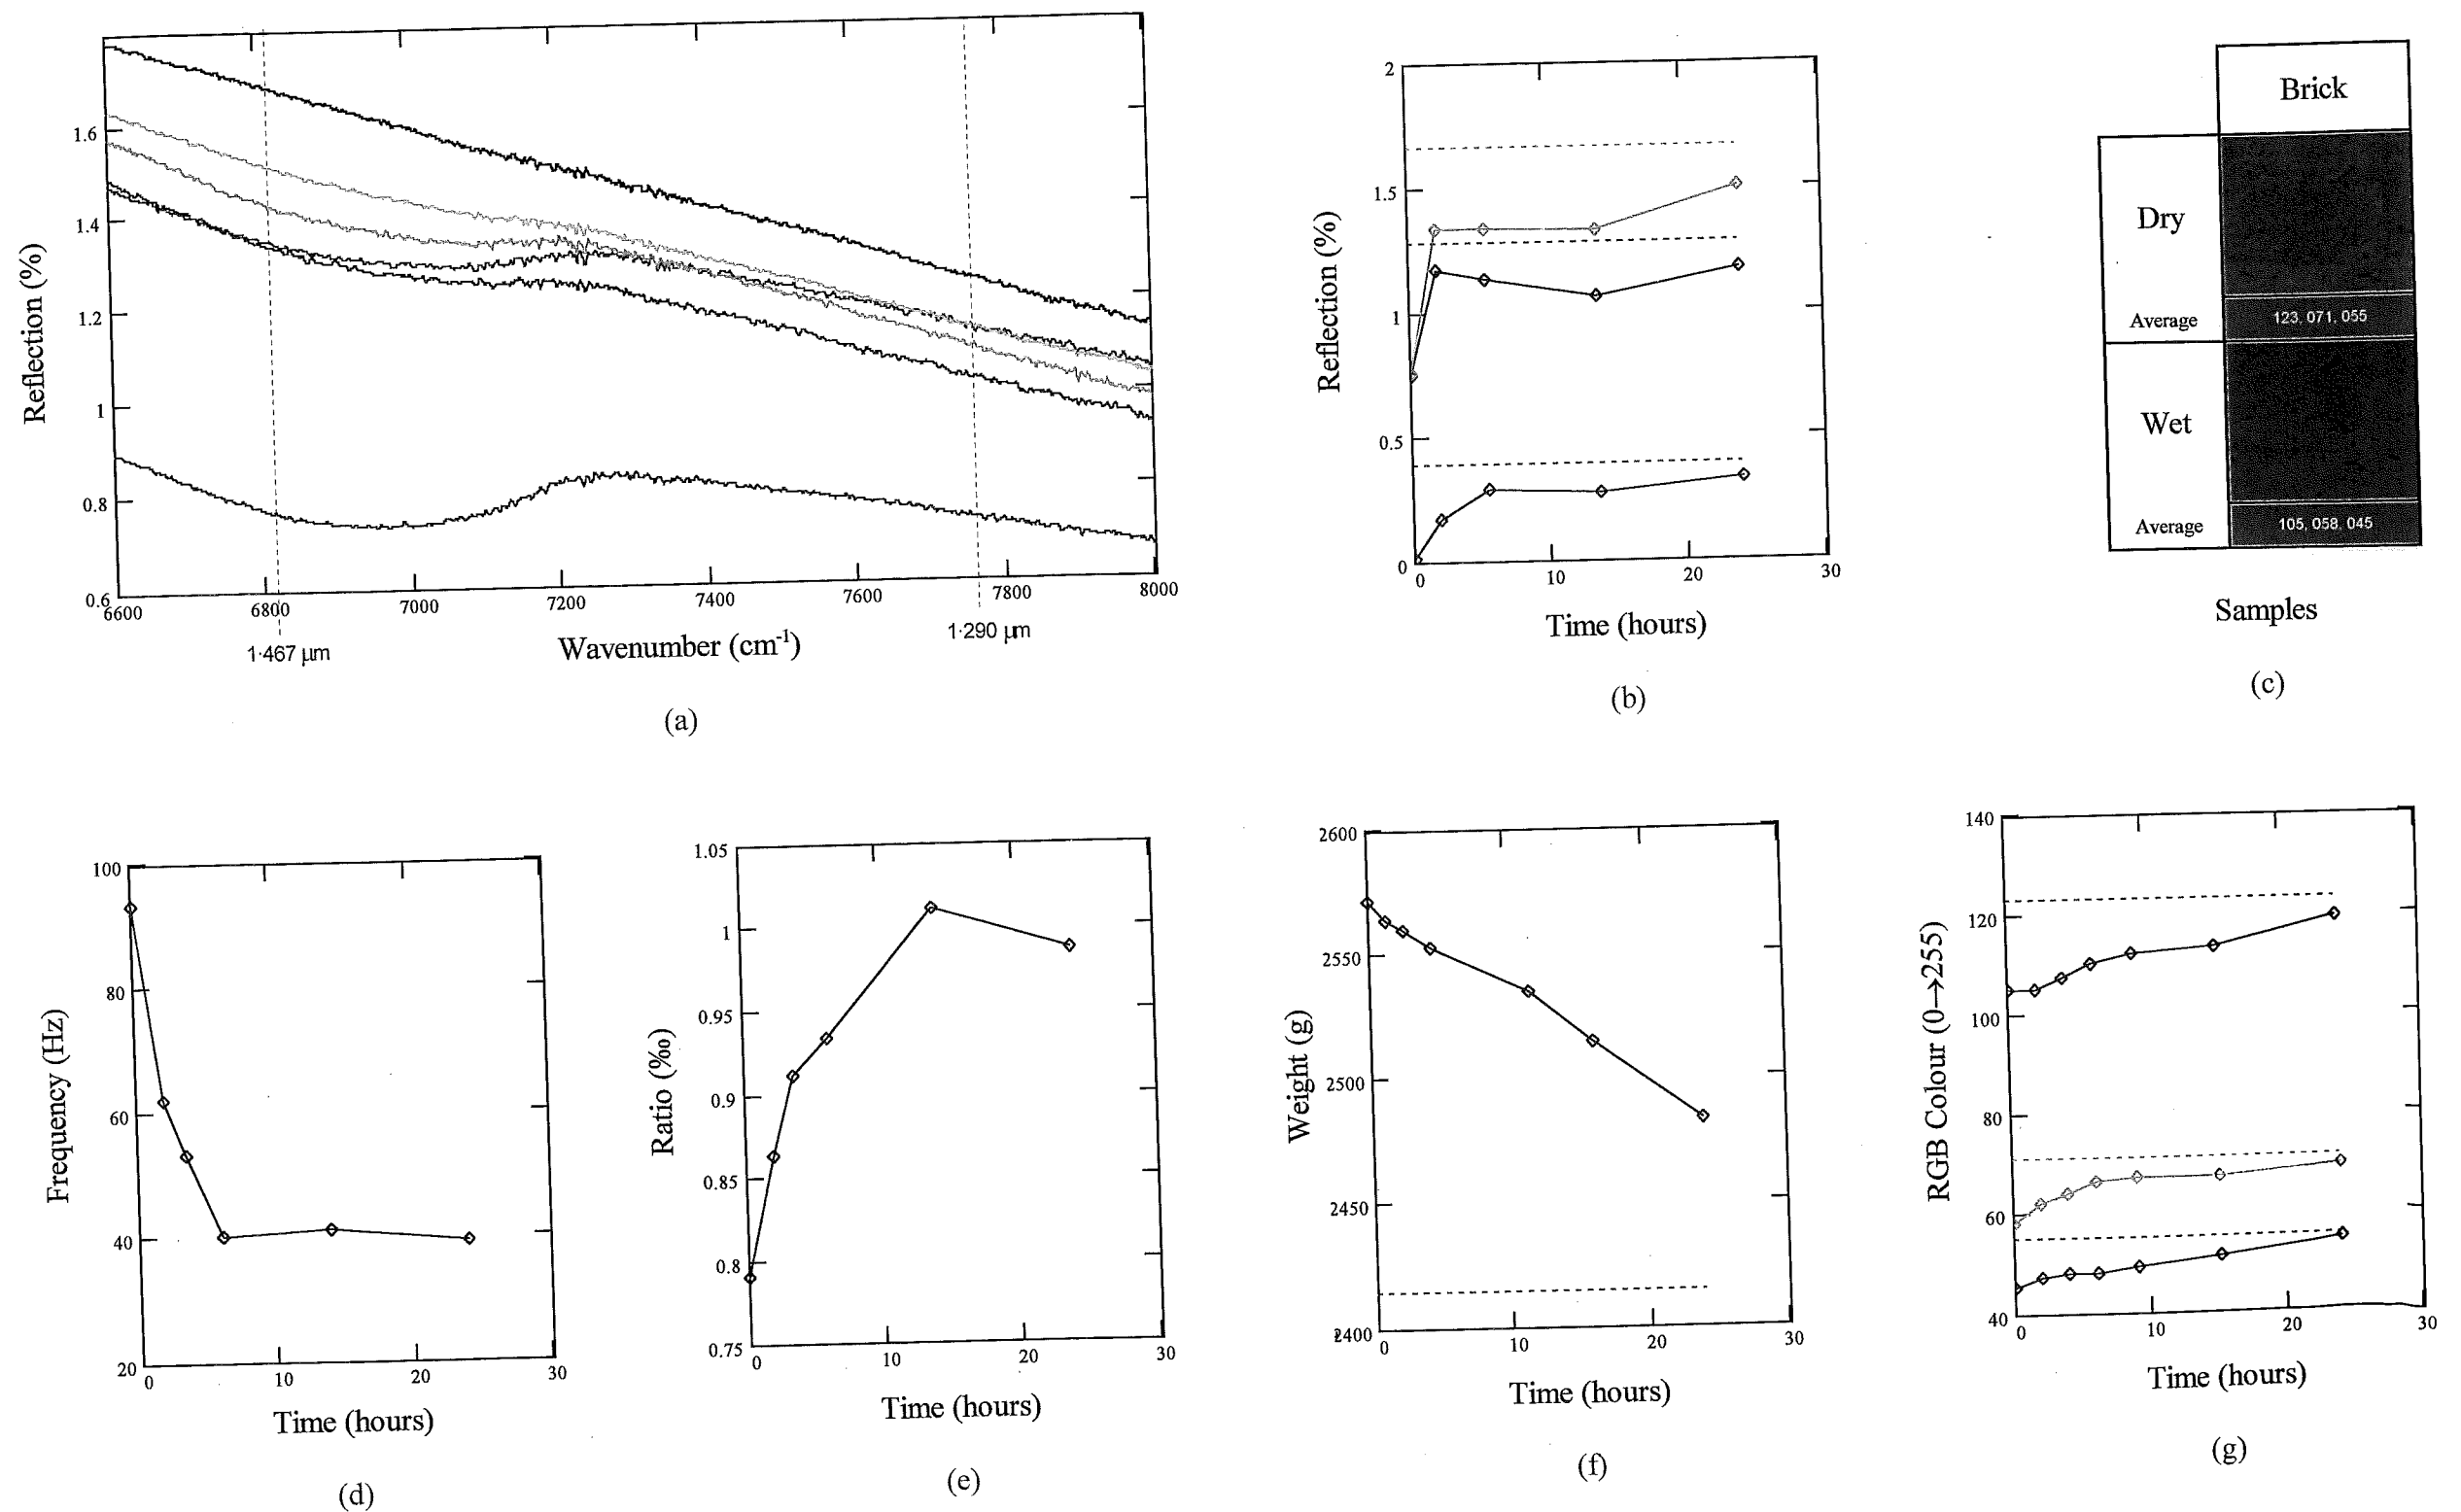 Reflection (%)
1.6
1.4
1.2
1
0.8
0.6
6600
6800
7000
7200
7400
7600
7800
8000
1·467 µm
Wavenumber (cm-1)
1·290 µm
(a)
Reflection (%)
2
1.5
1
0.5
0
0
10
20
30
Time (hours)
(b)
Brick
Dry
Average
123, 071, 055
Wet
Average
105, 058, 045
Samples
(c)
Frequency (Hz)
100
80
60
40
20
0
10
20
30
Time (hours)
(d)
Ratio (‰)
1.05
1
0.95
0.9
0.85
0.8
0.75
0
10
20
30
Time (hours)
(e)
Weight (g)
2600
2550
2500
2450
2400
0
10
20
30
Time (hours)
(f)
RGB Colour (0→255)
140
120
100
80
60
40
0
10
20
30
Time (hours)
(g)